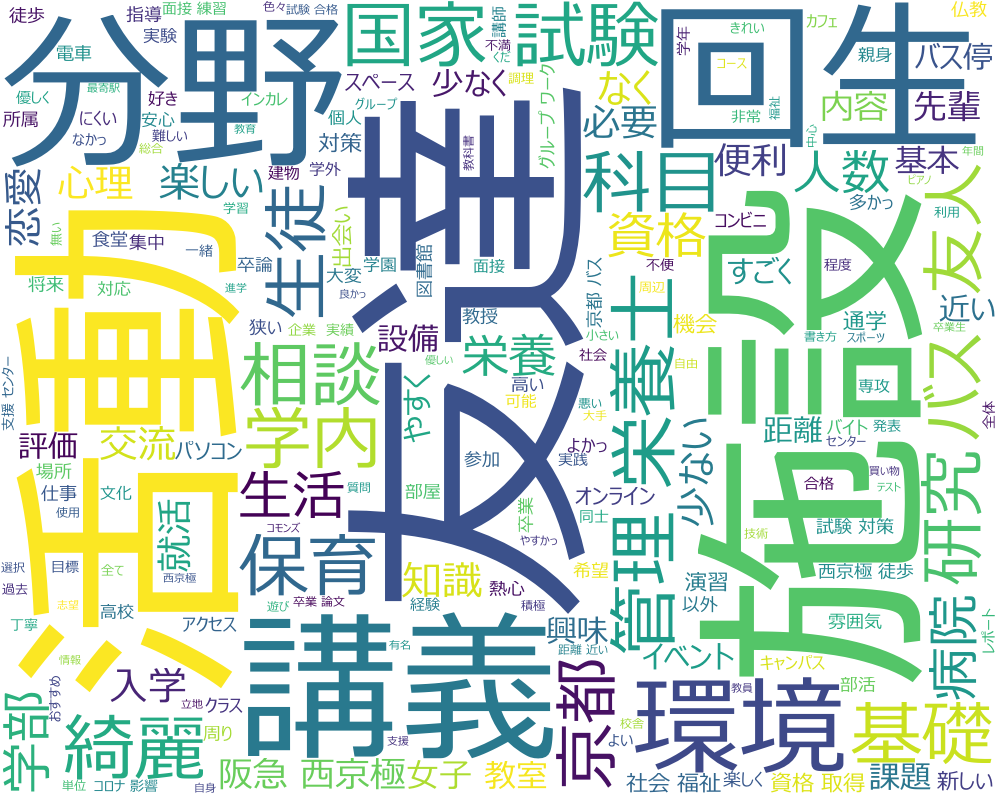 徒歩
指導
面接 練習
色々
試験 合格
分野
国家試験
回生
カフェ
仏教
電車
実験
講師
不満
くだ
きれい
学年
親身
バス停
優しく
最寄駅
好き
インカレ
スペース
少なく
調理
なく
コース
内容
先輩
所属
にくい
安心
グループ
個人
グループ ワーク
必要
非常
福祉
なかっ
難しい
教育
対策
友達
教科書
科目
便利
中心
人数
基本
年間
総合
建物
学外
恋愛
心理
楽しい
生徒
コンビニ
ピアノ
多かっ
利用
学習
資格
施設
友人
活動
無い
食堂
集中
一緒
卒論
出会い
大変
図書館
学園
面接
京都 バス
不便
すごく
程度
将来
対応
進学
良かっ
狭い
企業
実績
設備
教授
小さい
周辺
機会
通学
近い
卒業生
書き方
スポーツ
支援 センター
相談
優しい
栄養
社会
管理 栄養士
自由
バス
やすく
高い
可能
悪い
大手
専攻
全体
学内
評価
交流
パソコン
参加
よかっ
実践
少ない
距離
バイト
発表
センター
場所
生活
質問
部屋
卒業
オンライン
同士
合格
買い物
テスト
研究
仕事
文化
使用
就活
コモンズ
やすかっ
技術
試験 対策
選択
目標
全て
西京極
保育
知識
熱心
希望
演習
西京極 徒歩
過去
志望
高校
遊び
卒業 論文
経験
積極
以外
病院
丁寧
アクセス
講義
有名
興味
距離 近い
イベント
雰囲気
レポート
情報
おすすめ
入学
立地
クラス
京都
教員
キャンパス
部活
学部
綺麗
周り
支援
校舎
環境
基礎
よい
単位
コロナ 影響
自身
阪急 西京極
女子
教室
社会 福祉
楽しく
資格 取得
課題
新しい